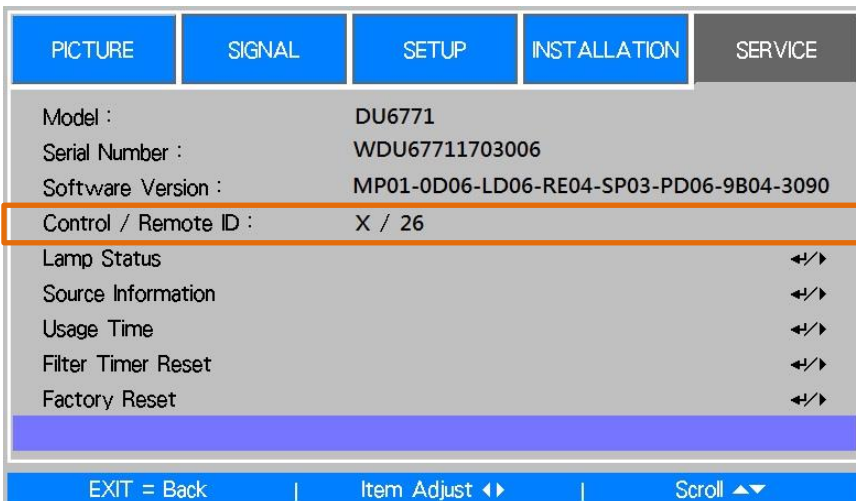 PICTURE SIGNAL SETUP INSTALLATION SERVICE
Model : DU6771
Serial Number : WDU67711703006
Software Version : MP01-0D06-LD06-RE04-SP03-PD06-9B04-3090
Control / Remote ID : X / 26
Lamp Status
Source Information
Usage Time
Filter Timer Reset
Factory Reset
EXIT = Back | Item Adjust | Scroll